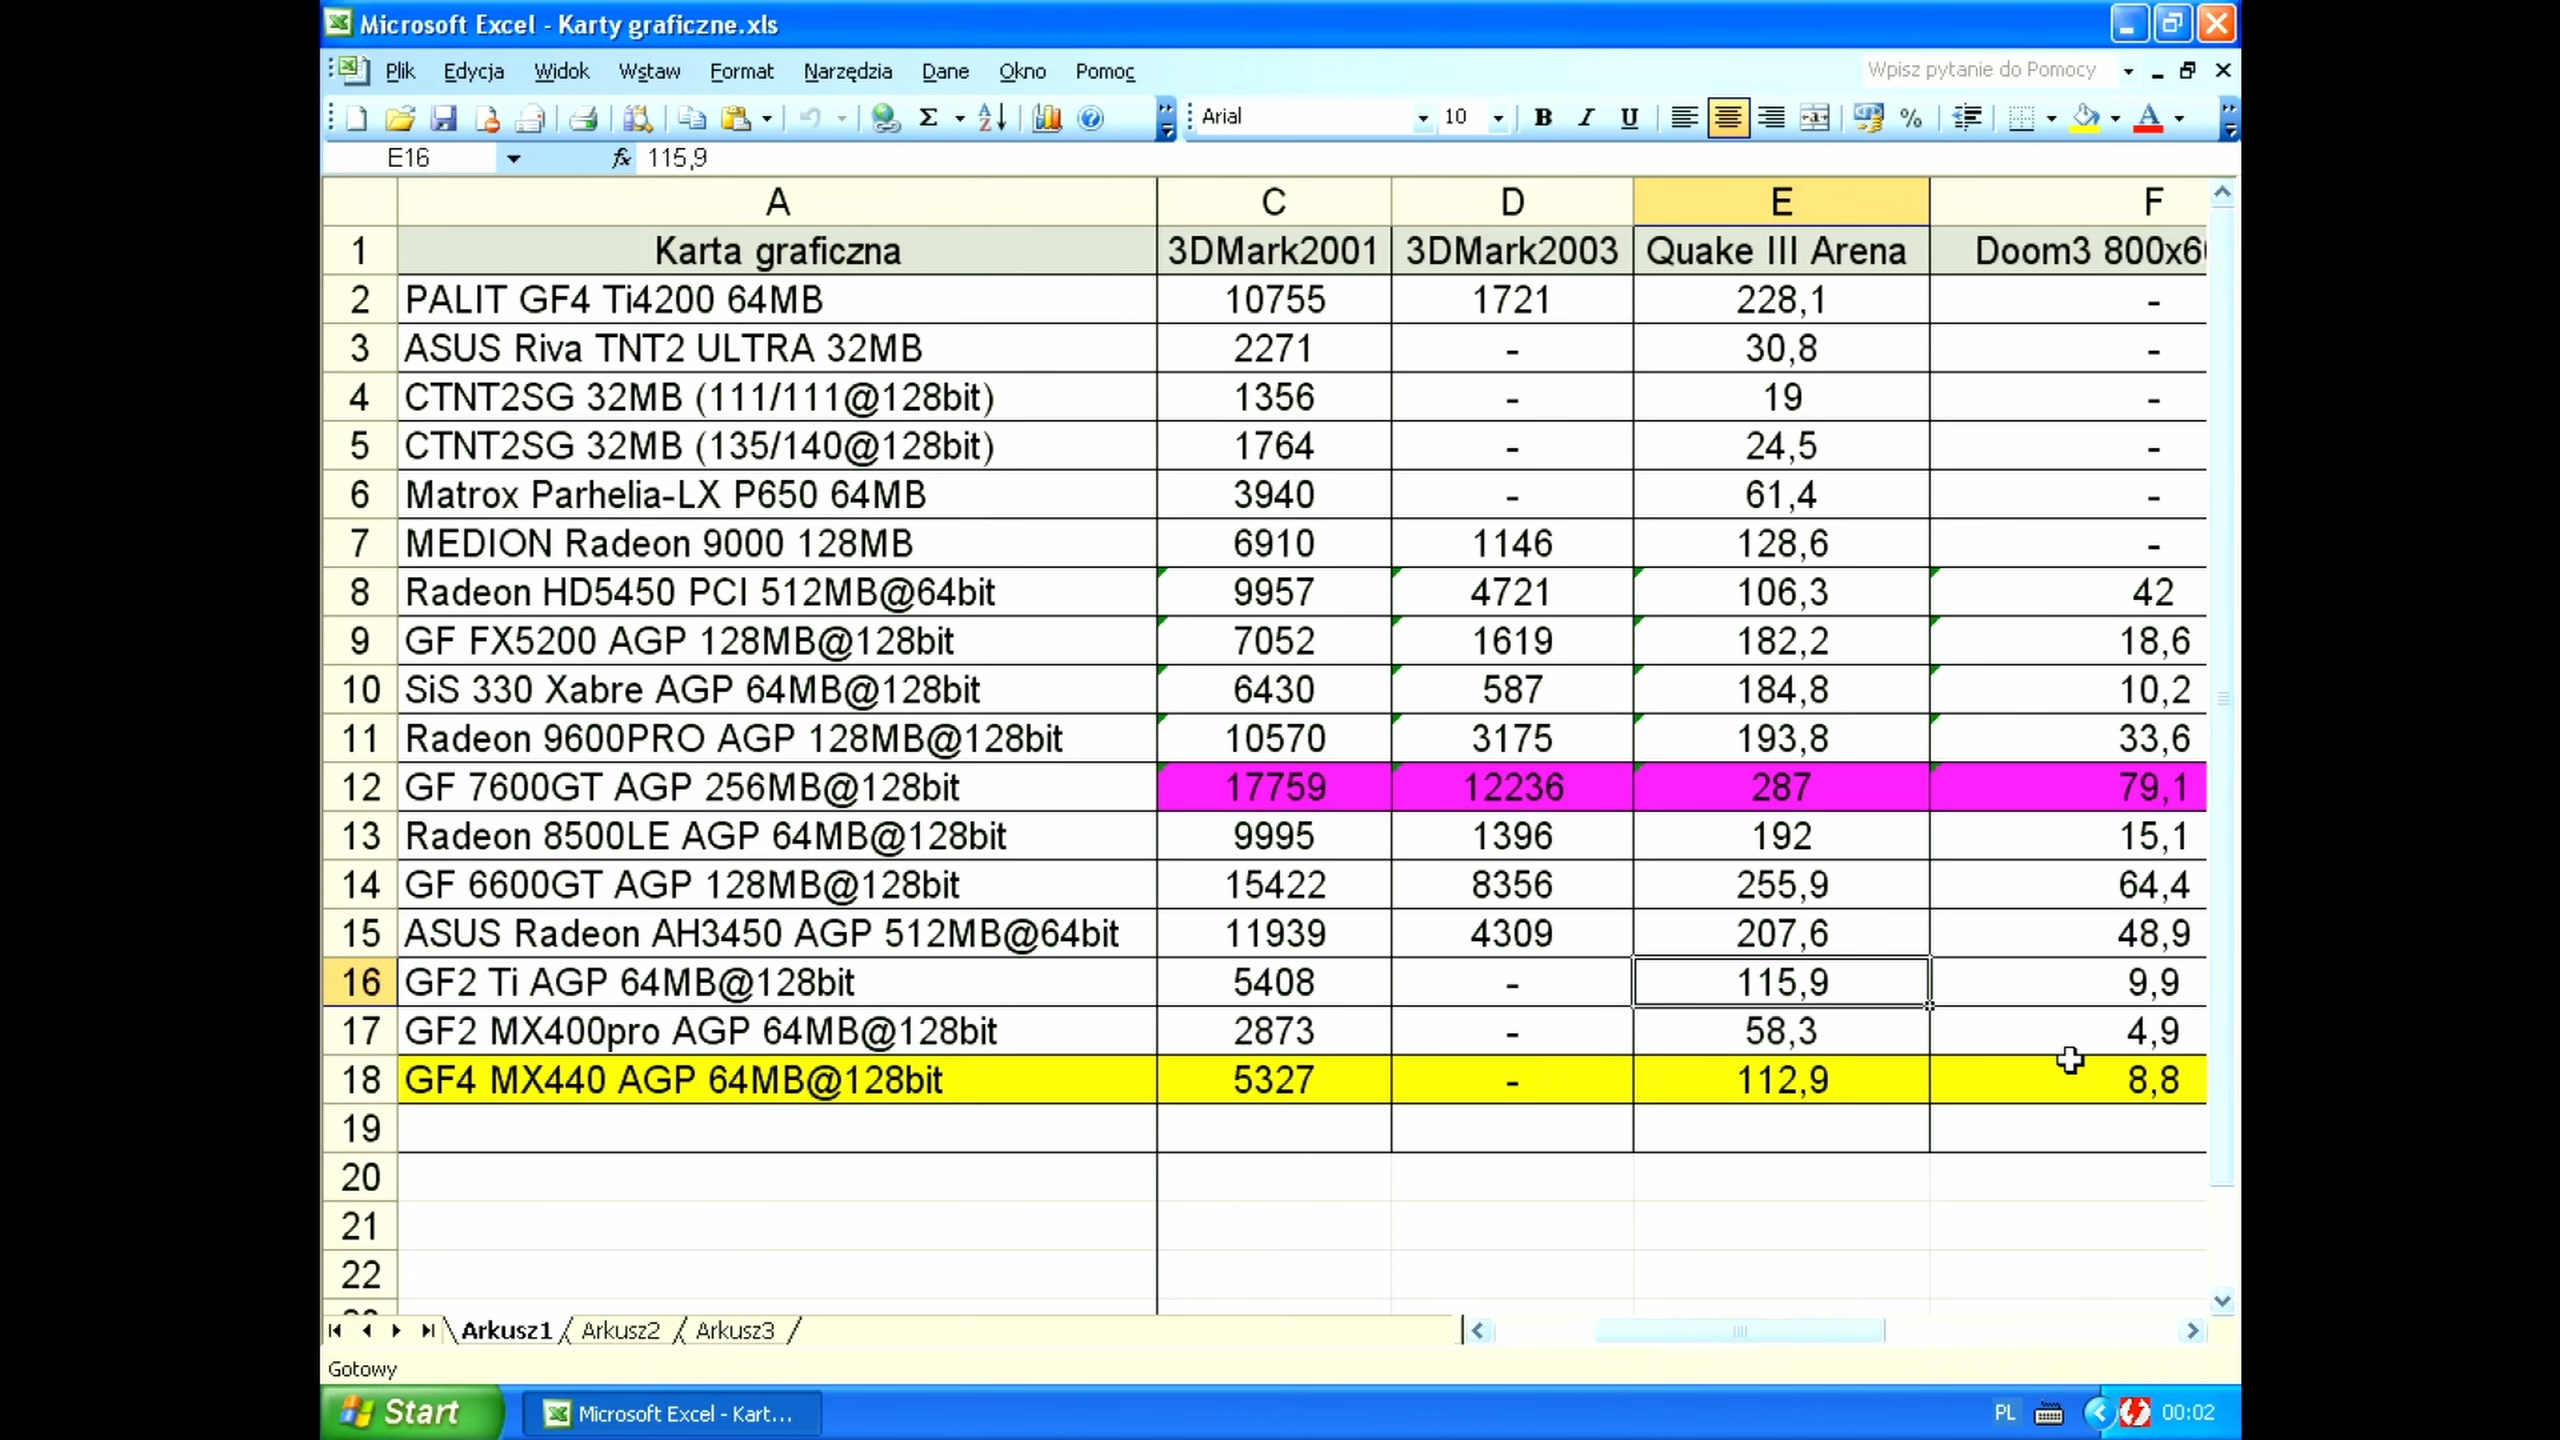 Microsoft Excel - Karty graficzne.xls
Plik Edycja Widok Wstaw Format Narzędzia Dane Okno Pomoc Wpisz pytanie do Pomocy
Arial 10 B I U %
E16 fx 115,9
A C D E F
1 Karta graficzna 3DMark2001 3DMark2003 Quake III Arena Doom3
2 PALIT GF4 Ti4200 64MB 10755 1721 228,1 -
3 ASUS Riva TNT2 ULTRA 32MB 2271 - 30,8 -
4 CTNT2SG 32MB (111/111@128bit) 1356 - 19 -
5 CTNT2SG 32MB (135/140@128bit) 1764 - 24,5 -
6 Matrox Parhelia-LX P650 64MB 3940 - 61,4 -
7 MEDION Radeon 9000 128MB 6910 1146 128,6 -
8 Radeon HD5450 PCI 512MB@64bit 9957 4721 106,3 42
9 GF FX5200 AGP 128MB@128bit 7052 1619 182,2 18,6
10 SiS 330 Xabre AGP 64MB@128bit 6430 587 184,8 10,2
11 Radeon 9600PRO AGP 128MB@128bit 10570 3175 193,8 33,6
12 GF 7600GT AGP 256MB@128bit 17759 12236 287 79,1
13 Radeon 8500LE AGP 64MB@128bit 9995 1396 192 15,1
14 GF 6600GT AGP 128MB@128bit 15422 8356 255,9 64,4
15 ASUS Radeon AH3450 AGP 512MB@64bit 11939 4309 207,6 48,9
16 GF2 Ti AGP 64MB@128bit 5408 - 115,9 9,9
17 GF2 MX400pro AGP 64MB@128bit 2873 - 58,3 4,9
18 GF4 MX440 AGP 64MB@128bit 5327 - 112,9 8,8
19
20
21
22
Arkusz1 Arkusz2 Arkusz3
Gotowy
Start Microsoft Excel - Kart... PL 00:02